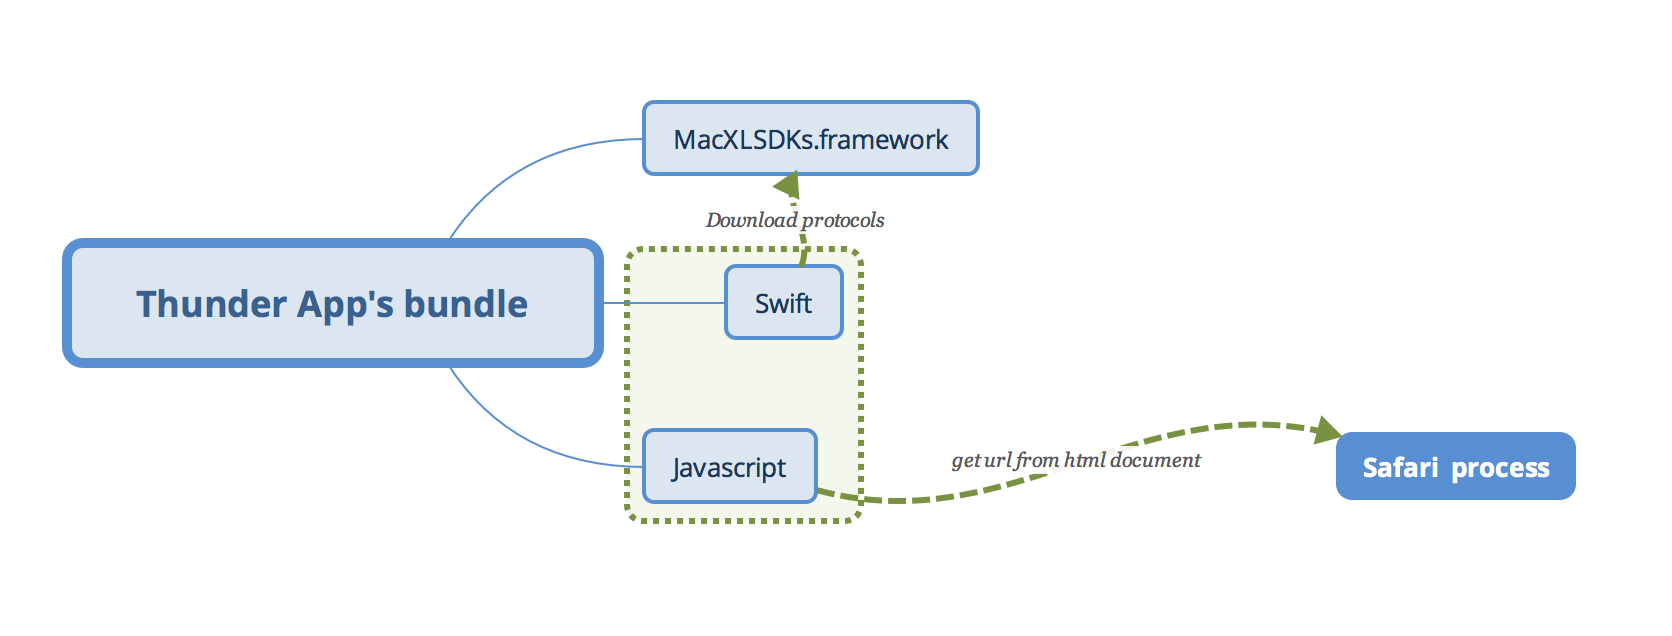 MacXLSDKs.framework
Download protocols
Thunder App's bundle
Swift
Javascript
get url from html document
Safari process